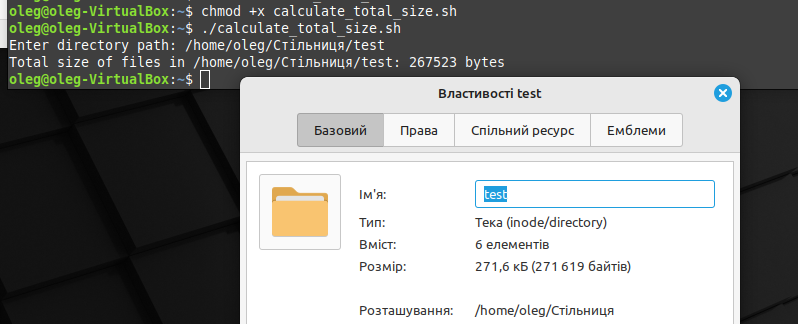 oleg@oleg-VirtualBox:~$ chmod +x calculate_total_size.sh
oleg@oleg-VirtualBox:~$ ./calculate_total_size.sh
Enter directory path: /home/oleg/Стільниця/test
Total size of files in /home/oleg/Стільниця/test: 267523 bytes
oleg@oleg-VirtualBox:~$
Властивості test
Базовий Права Спільний ресурс Емблеми
Ім'я: test
Тип: Тека (inode/directory)
Вміст: 6 елементів
Розмір: 271,6 кБ (271 619 байтів)
Розташування: /home/oleg/Стільниця